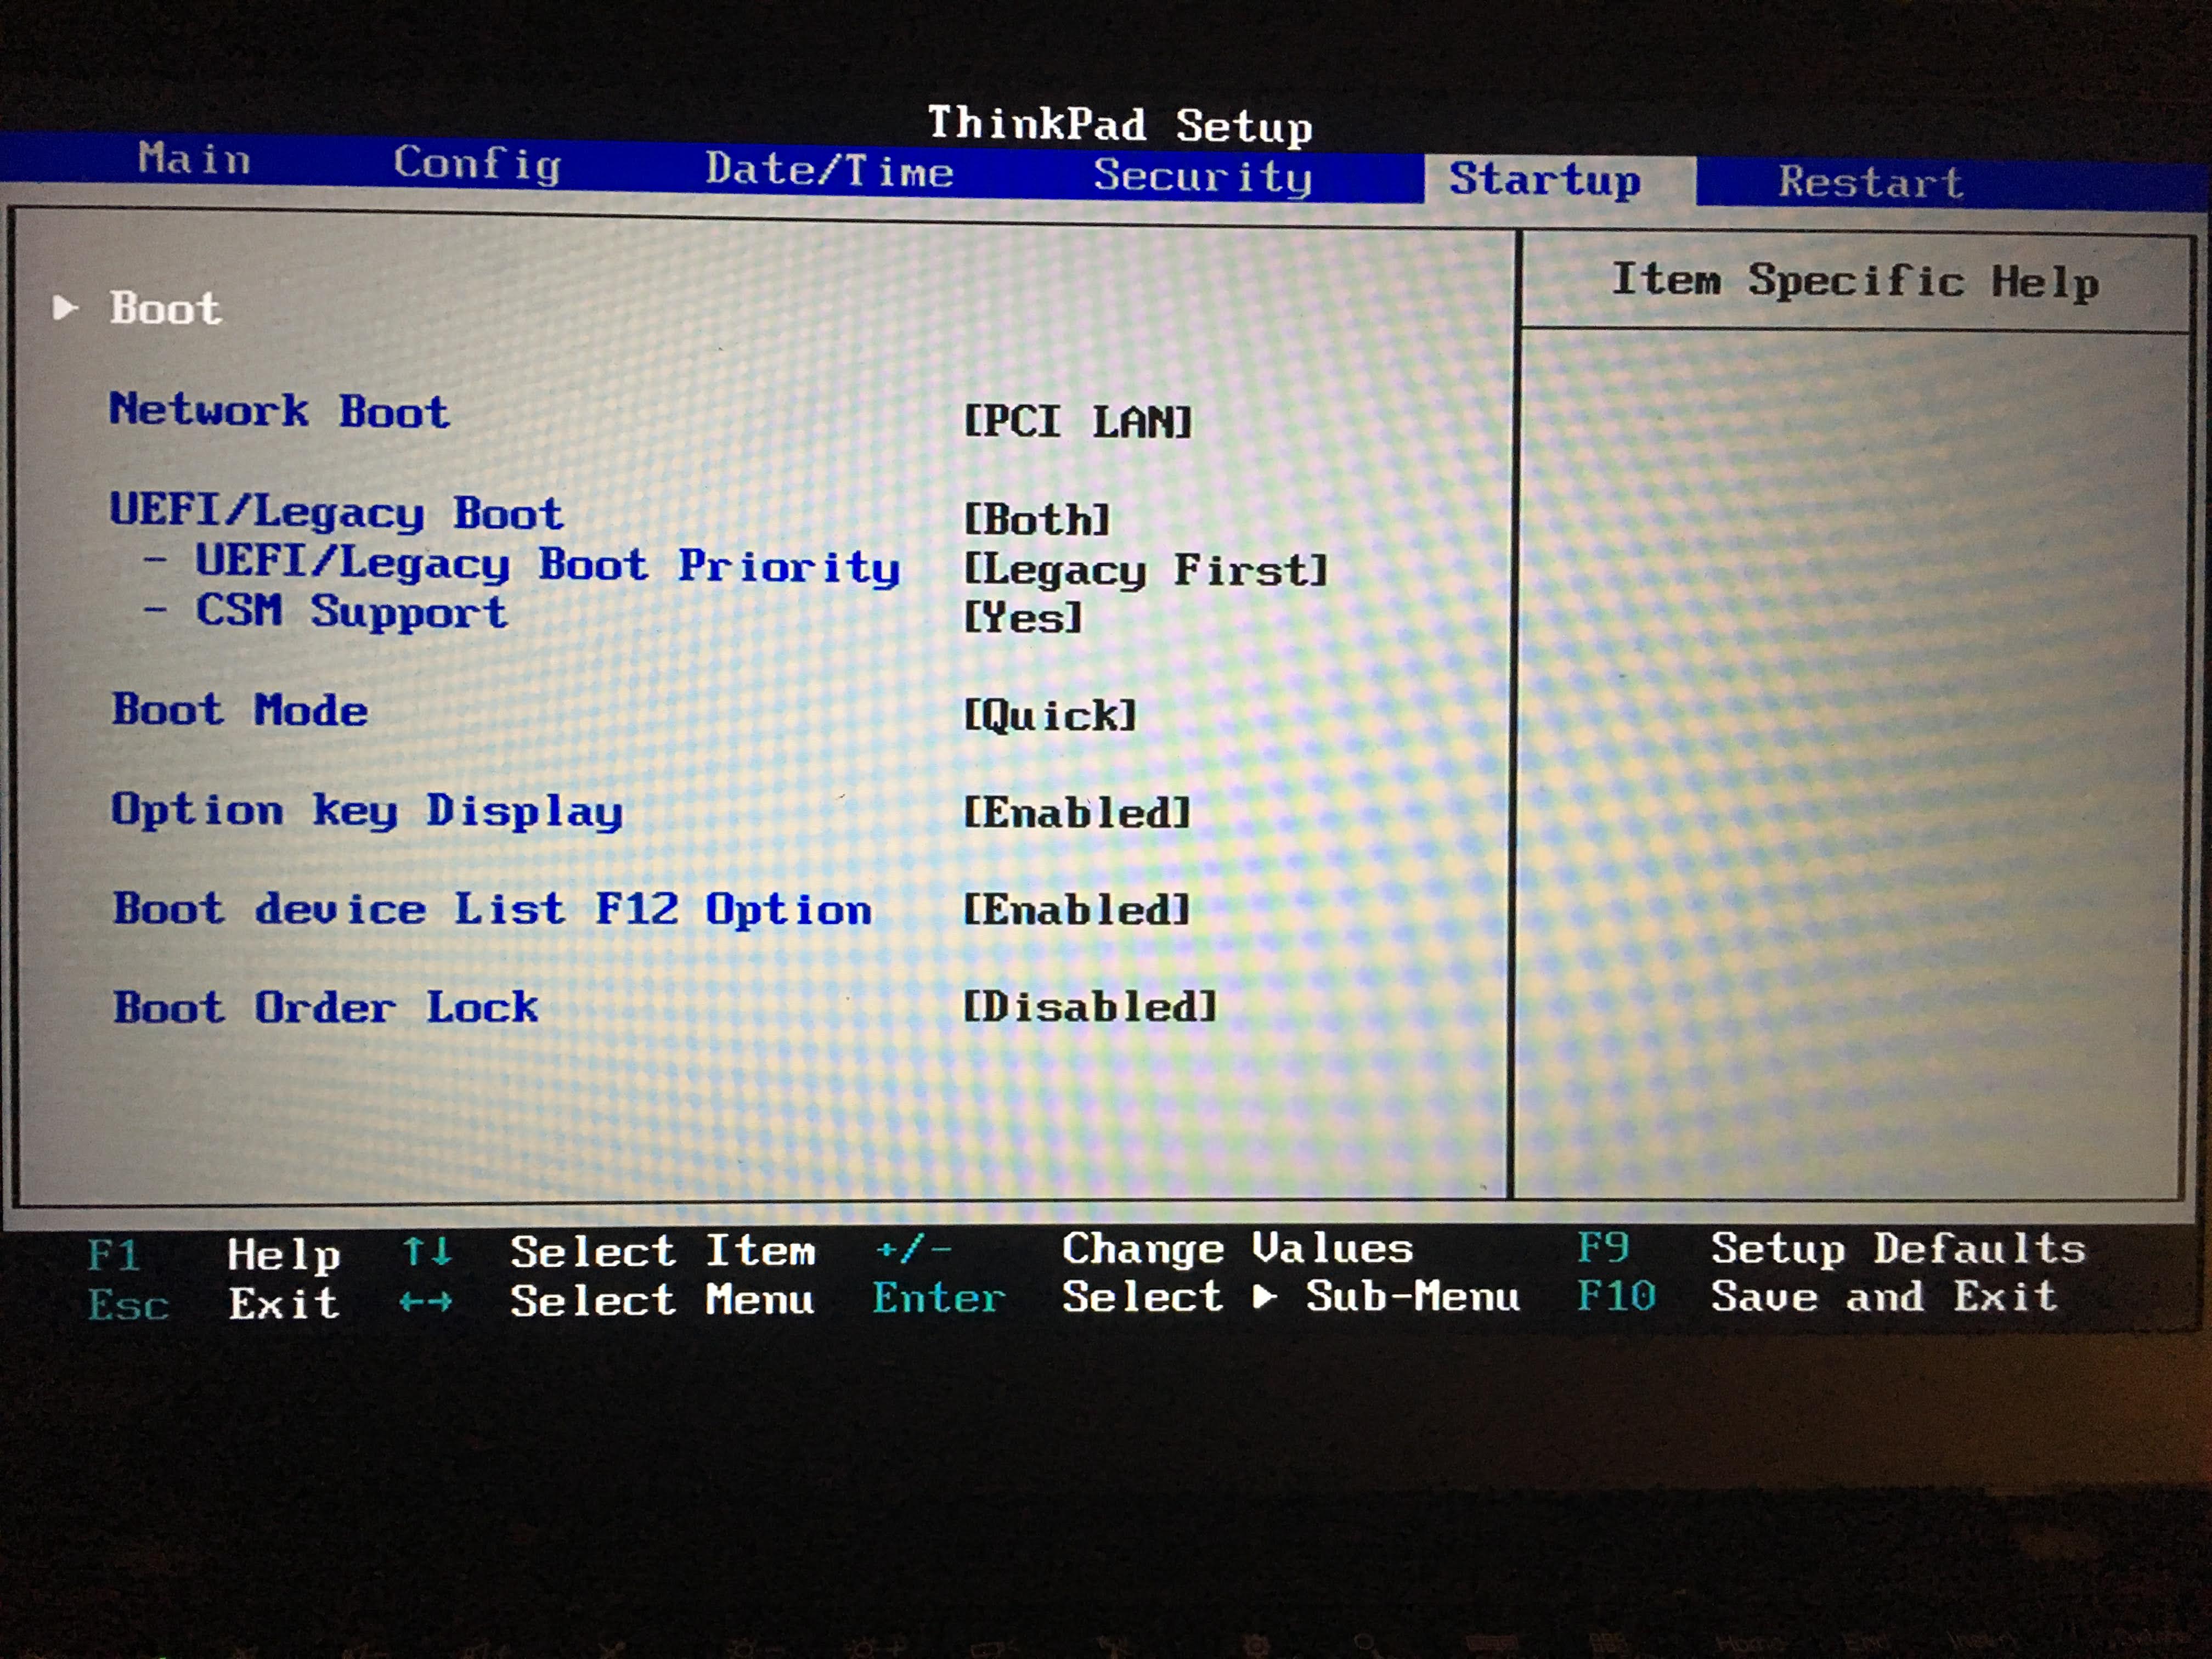 ThinkPad Setup
Main Config Date/Time Security Startup Restart
Item Specific Help
▶ Boot
Network Boot [PCI LAN]
UEFI/Legacy Boot [Both]
- UEFI/Legacy Boot Priority [Legacy First]
- CSM Support [Yes]
Boot Mode [Quick]
Option key Display [Enabled]
Boot device List F12 Option [Enabled]
Boot Order Lock [Disabled]
F1 Help ↑↓ Select Item +/- Change Values F9 Setup Defaults
Esc Exit ←→ Select Menu Enter Select ▶ Sub-Menu F10 Save and Exit